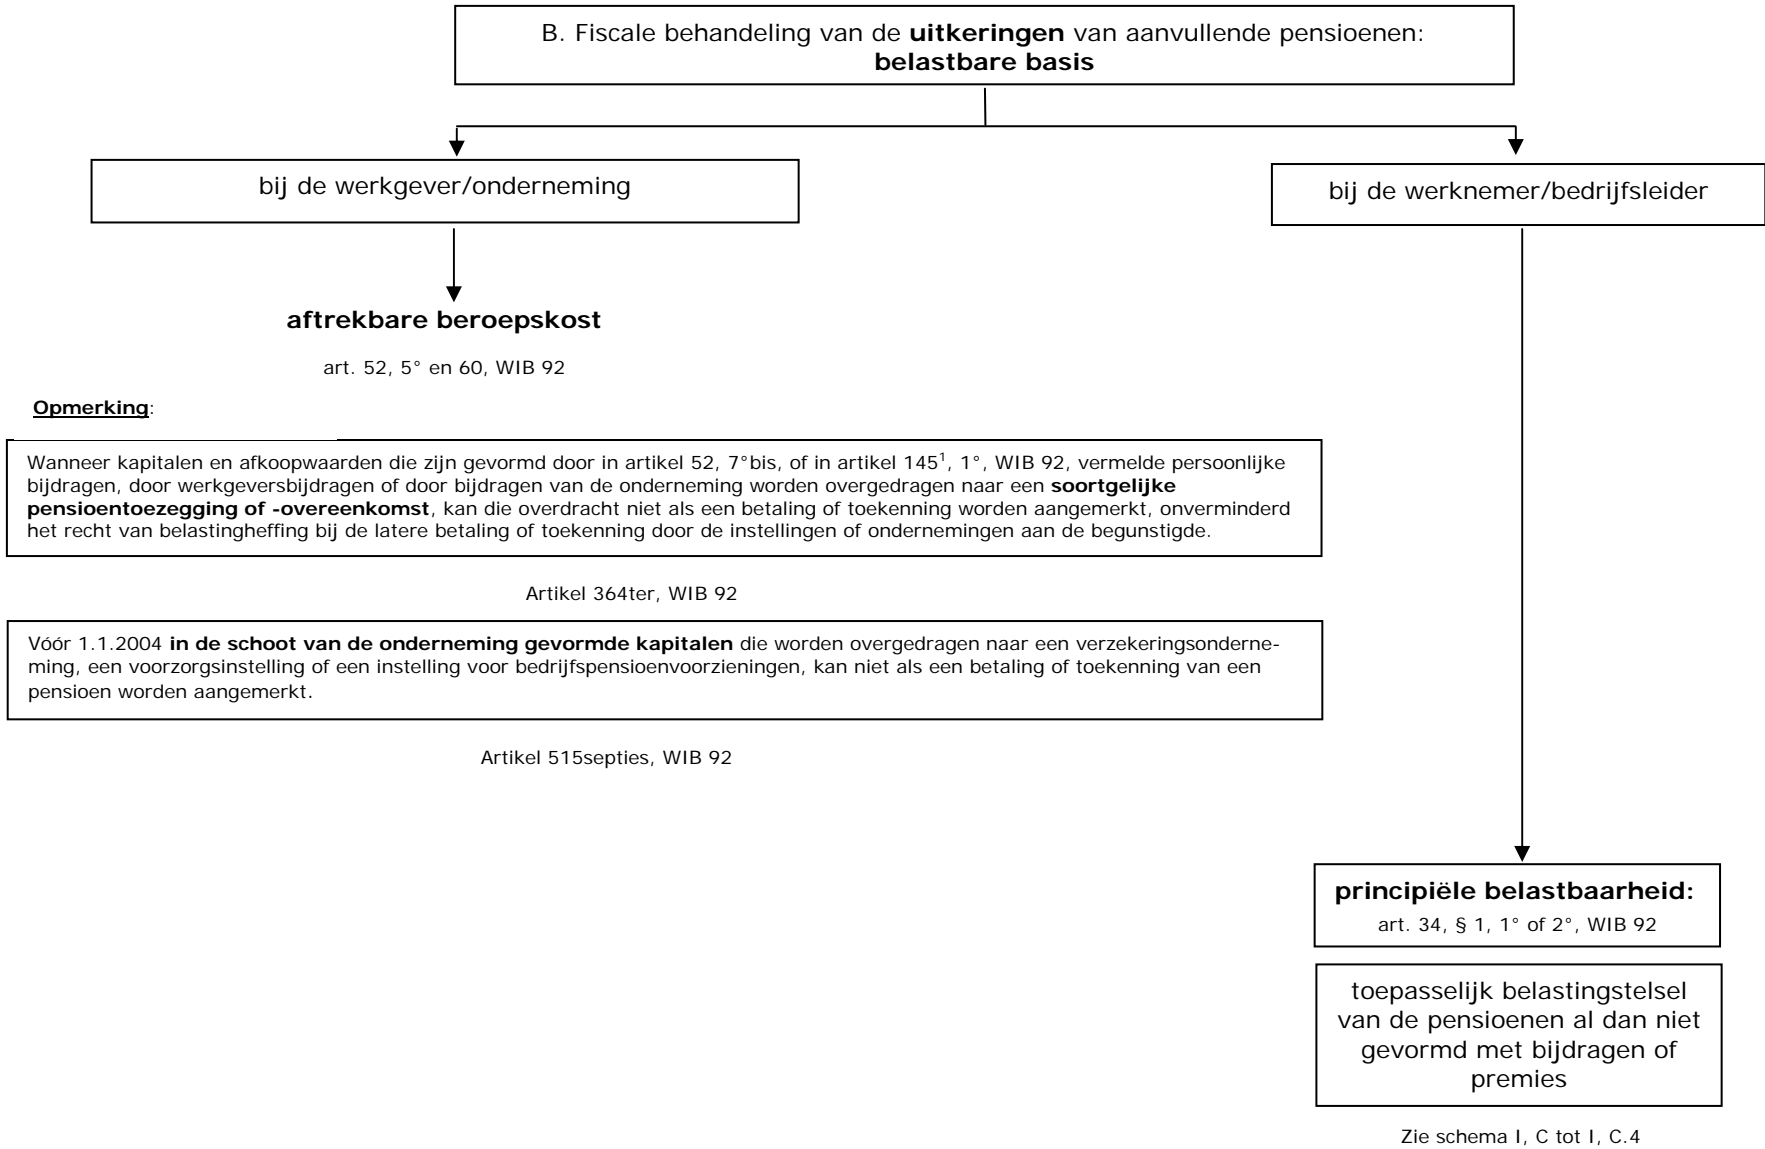 B. Fiscale behandeling van de uitkeringen van aanvullende pensioenen:
belastbare basis
bij de werkgever/onderneming
bij de werknemer/bedrijfsleider
aftrekbare beroepskost
art. 52, 5° en 60, WIB 92
Opmerking:
Wanneer kapitalen en afkoopwaarden die zijn gevormd door in artikel 52, 7°bis, of in artikel 145¹, 1°, WIB 92, vermelde persoonlijke
bijdragen, door werkgeversbijdragen of door bijdragen van de onderneming worden overgedragen naar een soortgelijke
pensioentoezegging of -overeenkomst, kan die overdracht niet als een betaling of toekenning worden aangemerkt, onverminderd
het recht van belastingheffing bij de latere betaling of toekenning door de instellingen of ondernemingen aan de begunstigde.
Artikel 364ter, WIB 92
Vóór 1.1.2004 in de schoot van de onderneming gevormde kapitalen die worden overgedragen naar een verzekeringsonderne-
ming, een voorzorgsinstelling of een instelling voor bedrijfspensioenvoorzieningen, kan niet als een betaling of toekenning van een
pensioen worden aangemerkt.
Artikel 515septies, WIB 92
principiële belastbaarheid:
art. 34, § 1, 1° of 2°, WIB 92
toepasselijk belastingstelsel
van de pensioenen al dan niet
gevormd met bijdragen of
premies
Zie schema I, C tot I, C.4